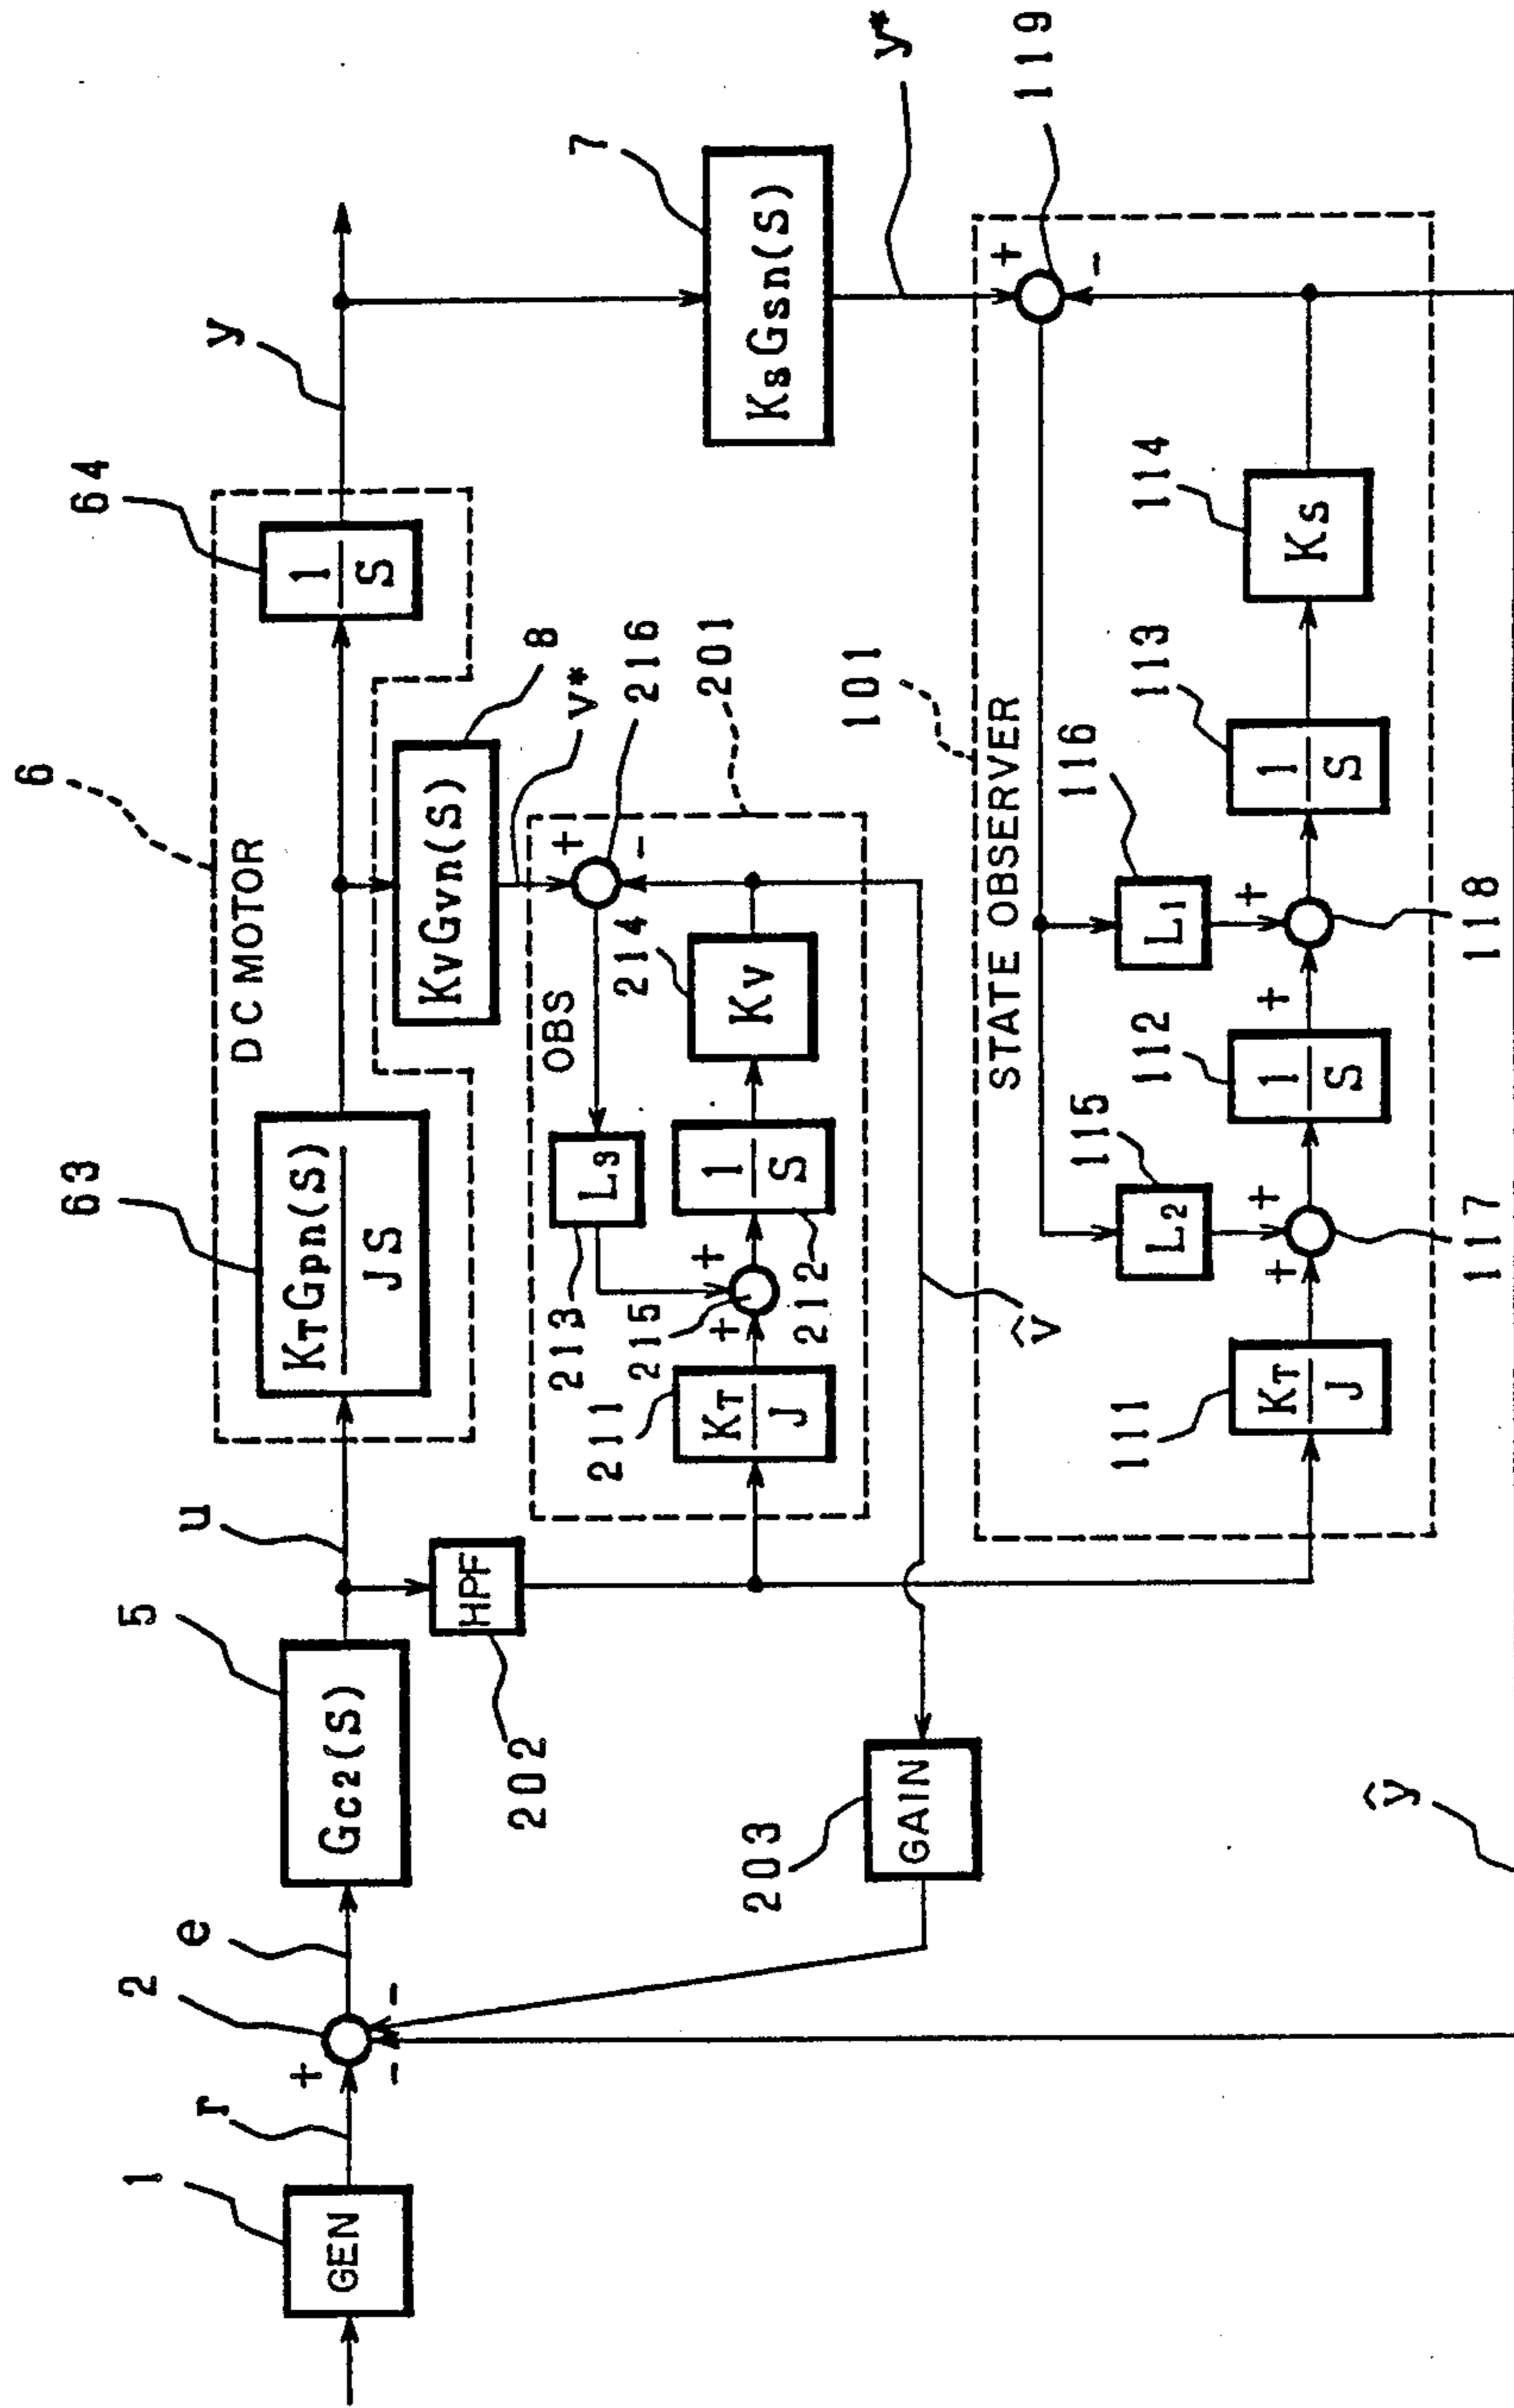 6
64
y
63
DC MOTOR
1
S
KTGpn(S)
JS
7
KsGsn(S)
y*
119
5
u
Gc2(S)
2
e
1
r
GEN
+
-
-
KvGvn(S)
8
v*
216
201
+
-
OBS
L3
213
214
Kv
1
S
212
+
+
215
211
KT
J
HPF
202
v̂
203
GAIN
101
STATE OBSERVER
+
-
116
L1
115
L2
114
Ks
113
1
S
+
+
118
112
1
S
+
+
117
111
KT
J
ŷ